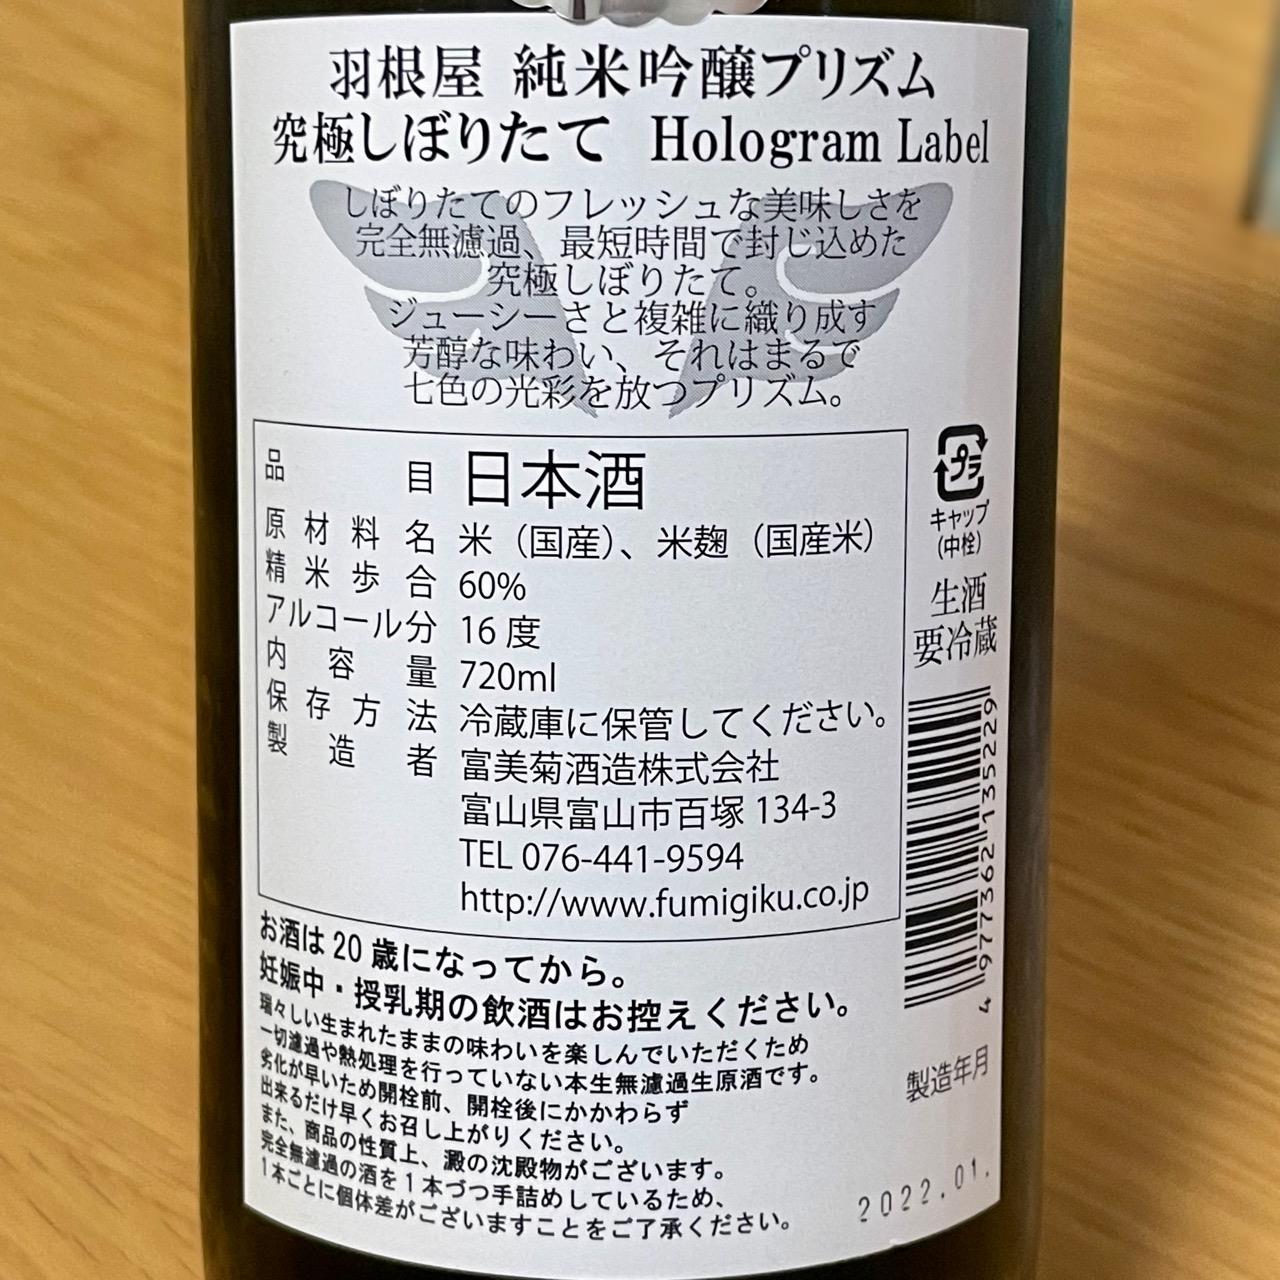 羽根屋 純米吟醸プリズム
究極しぼりたて Hologram Label
しぼりたてのフレッシュな美味しさを
完全無濾過、最短時間で封じ込めた
究極しぼりたて。
ジューシーさと複雑に織り成す
芳醇な味わい、それはまるで
七色の光彩を放つプリズム。
品目 日本酒
原材料名 米（国産）、米麹（国産米）
精米歩合 60%
アルコール分 16度
内容量 720ml
保存方法 冷蔵庫に保管してください。
製造者 富美菊酒造株式会社
富山県富山市百塚 134-3
TEL 076-441-9594
http://www.fumigiku.co.jp
プラ
キャップ
(中栓)
生酒
要冷蔵
4 977362 135229
製造年月
2022.01.
お酒は20歳になってから。
妊娠中・授乳期の飲酒はお控えください。
瑞々しい生まれたままの味わいを楽しんでいただくため
一切濾過や熱処理を行っていない本生無濾過生原酒です。
劣化が早いため開栓前、開栓後にかかわらず
出来るだけ早くお召し上がりください。
また、商品の性質上、澱の沈殿物がございます。
完全無濾過の酒を1本づつ手詰めしているため、
1本ごとに個体差がございますことをご了承ください。